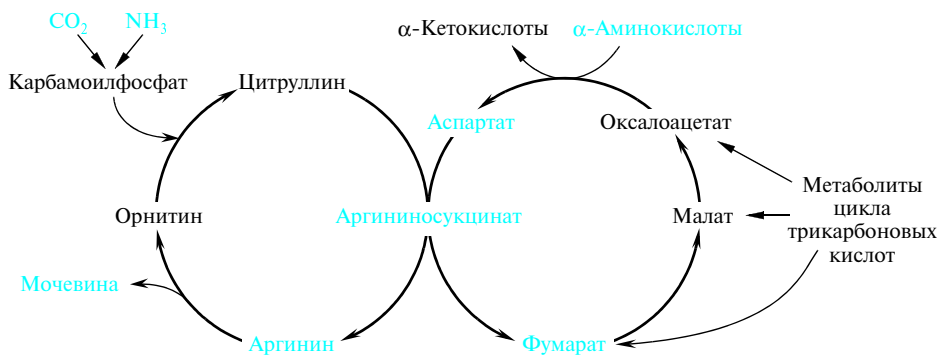 CO₂ NH₃ α-Кетокислоты α-Аминокислоты
Карбамоилфосфат Цитруллин
Аспартат Оксалоацетат
Метаболиты
цикла
трикарбоновых
кислот
Орнитин Аргининосукцинат Малат
Мочевина
Аргинин Фумарат